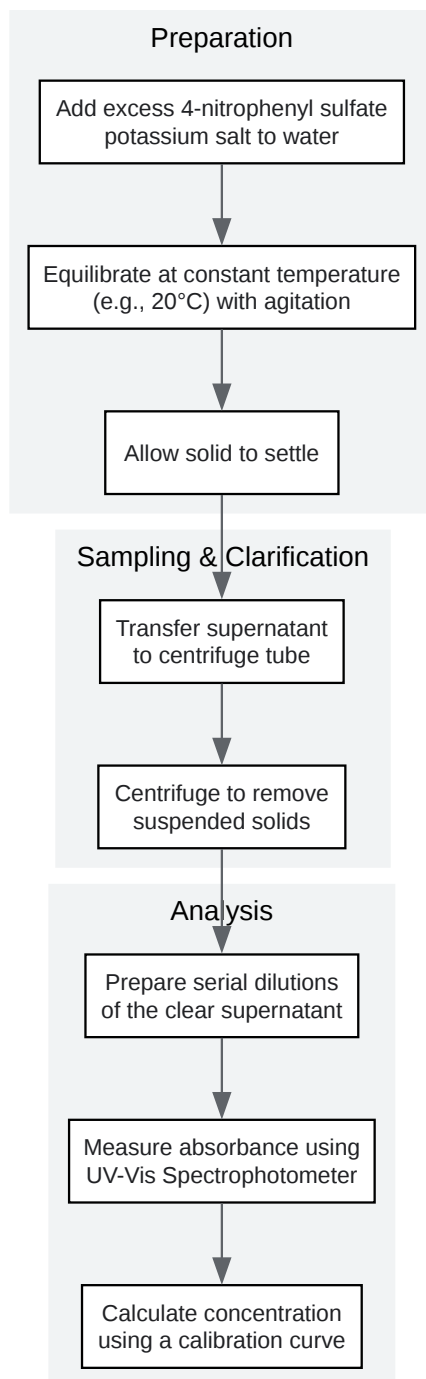 Preparation
Add excess 4-nitrophenyl sulfate
potassium salt to water
Equilibrate at constant temperature
(e.g., 20°C) with agitation
Allow solid to settle
Sampling & Clarification
Transfer supernatant
to centrifuge tube
Centrifuge to remove
suspended solids
Analysis
Prepare serial dilutions
of the clear supernatant
Measure absorbance using
UV-Vis Spectrophotometer
Calculate concentration
using a calibration curve